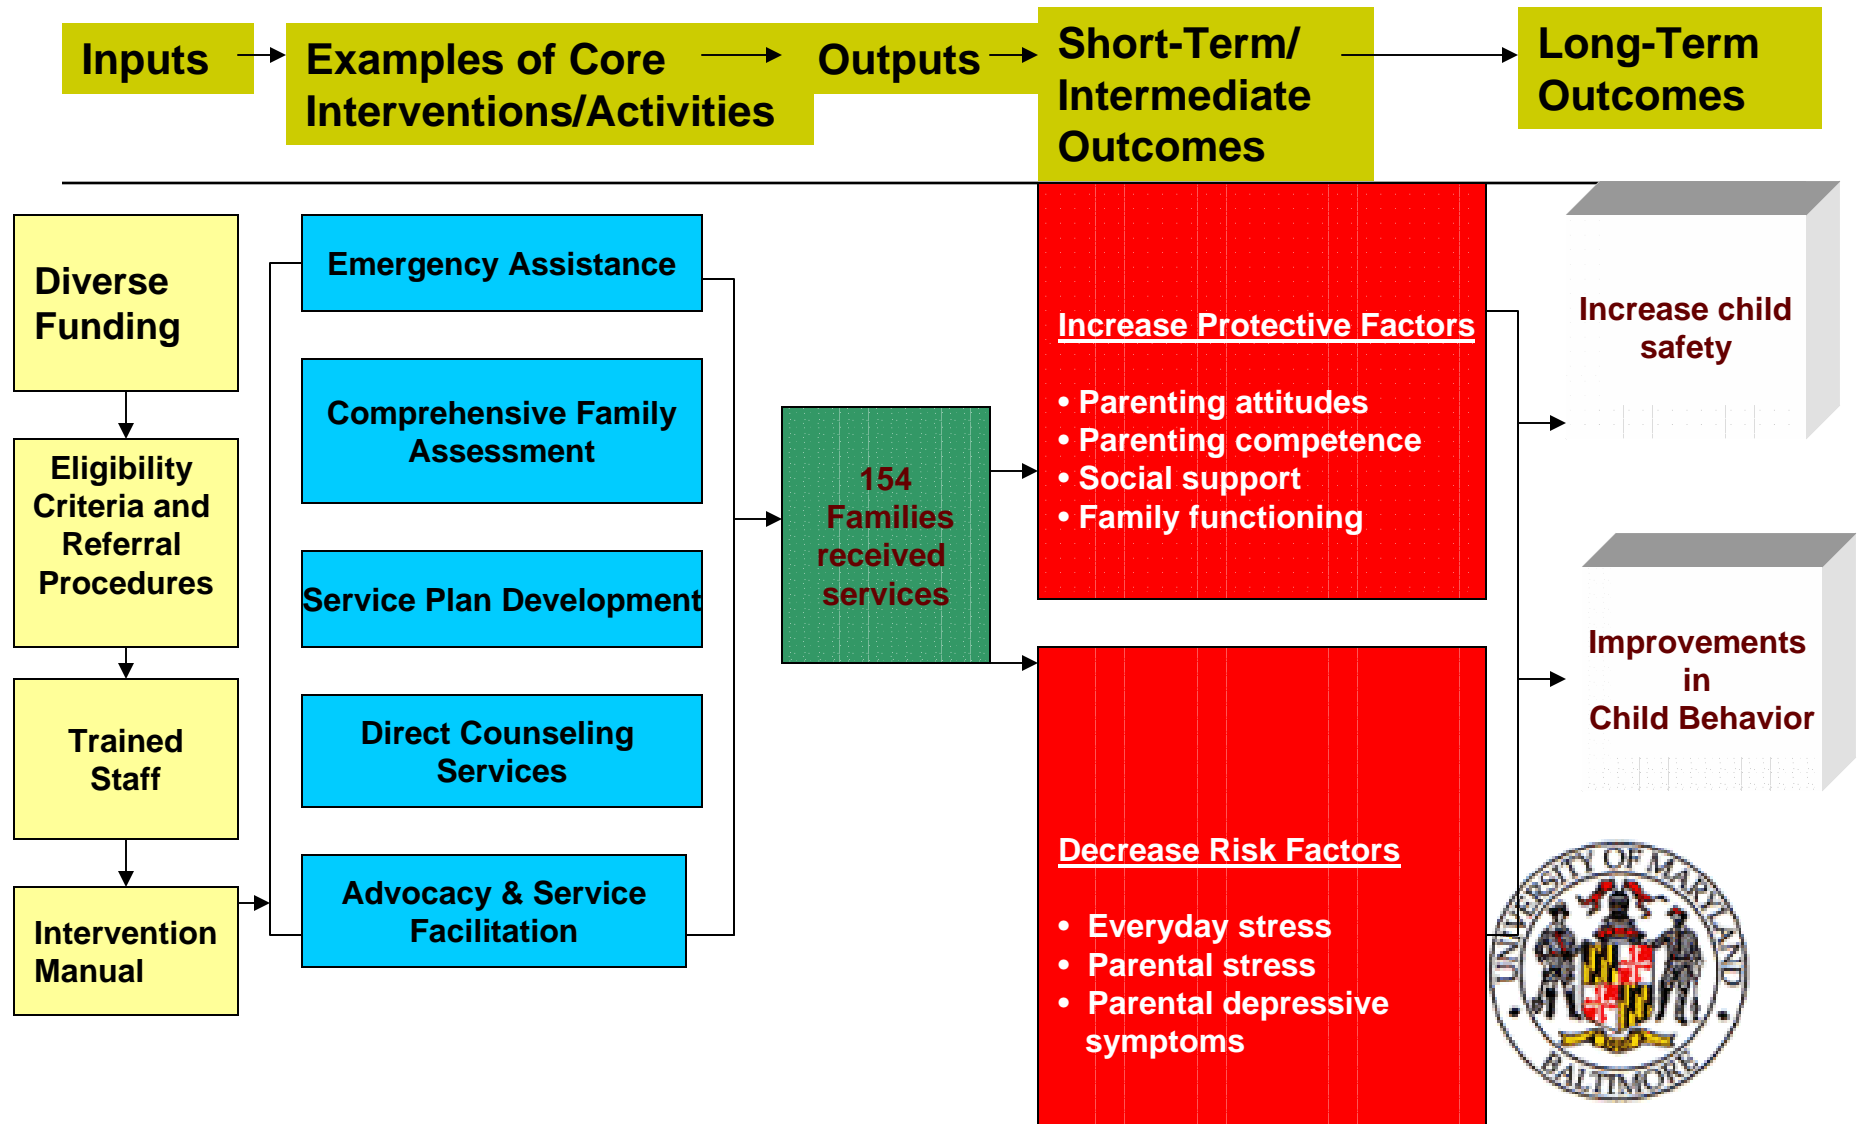 Inputs
Examples of Core
Interventions/Activities
Outputs
Short-Term/
Intermediate
Outcomes
Long-Term
Outcomes
Diverse
Funding
Eligibility
Criteria and
Referral
Procedures
Trained
Staff
Intervention
Manual
Emergency Assistance
Comprehensive Family
Assessment
Service Plan Development
Direct Counseling
Services
Advocacy & Service
Facilitation
154
Families
received
services
Increase Protective Factors
• Parenting attitudes
• Parenting competence
• Social support
• Family functioning
Decrease Risk Factors
• Everyday stress
• Parental stress
• Parental depressive
symptoms
Increase child
safety
Improvements
in
Child Behavior
UNIVERSITY OF MARYLAND
BALTIMORE